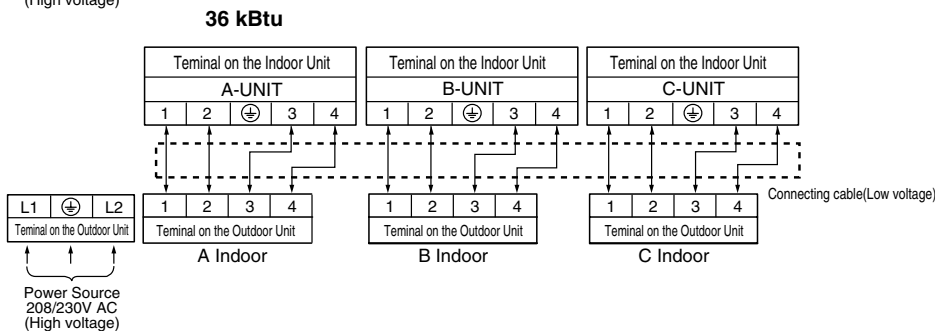 (High voltage)
36 kBtu
Teminal on the Indoor Unit Teminal on the Indoor Unit Teminal on the Indoor Unit
A-UNIT B-UNIT C-UNIT
1 2 3 4 1 2 3 4 1 2 3 4
Connecting cable(Low voltage)
L1 L2 1 2 3 4 1 2 3 4 1 2 3 4
Teminal on the Outdoor Unit Teminal on the Outdoor Unit Teminal on the Outdoor Unit Teminal on the Outdoor Unit
A Indoor B Indoor C Indoor
Power Source
208/230V AC
(High voltage)